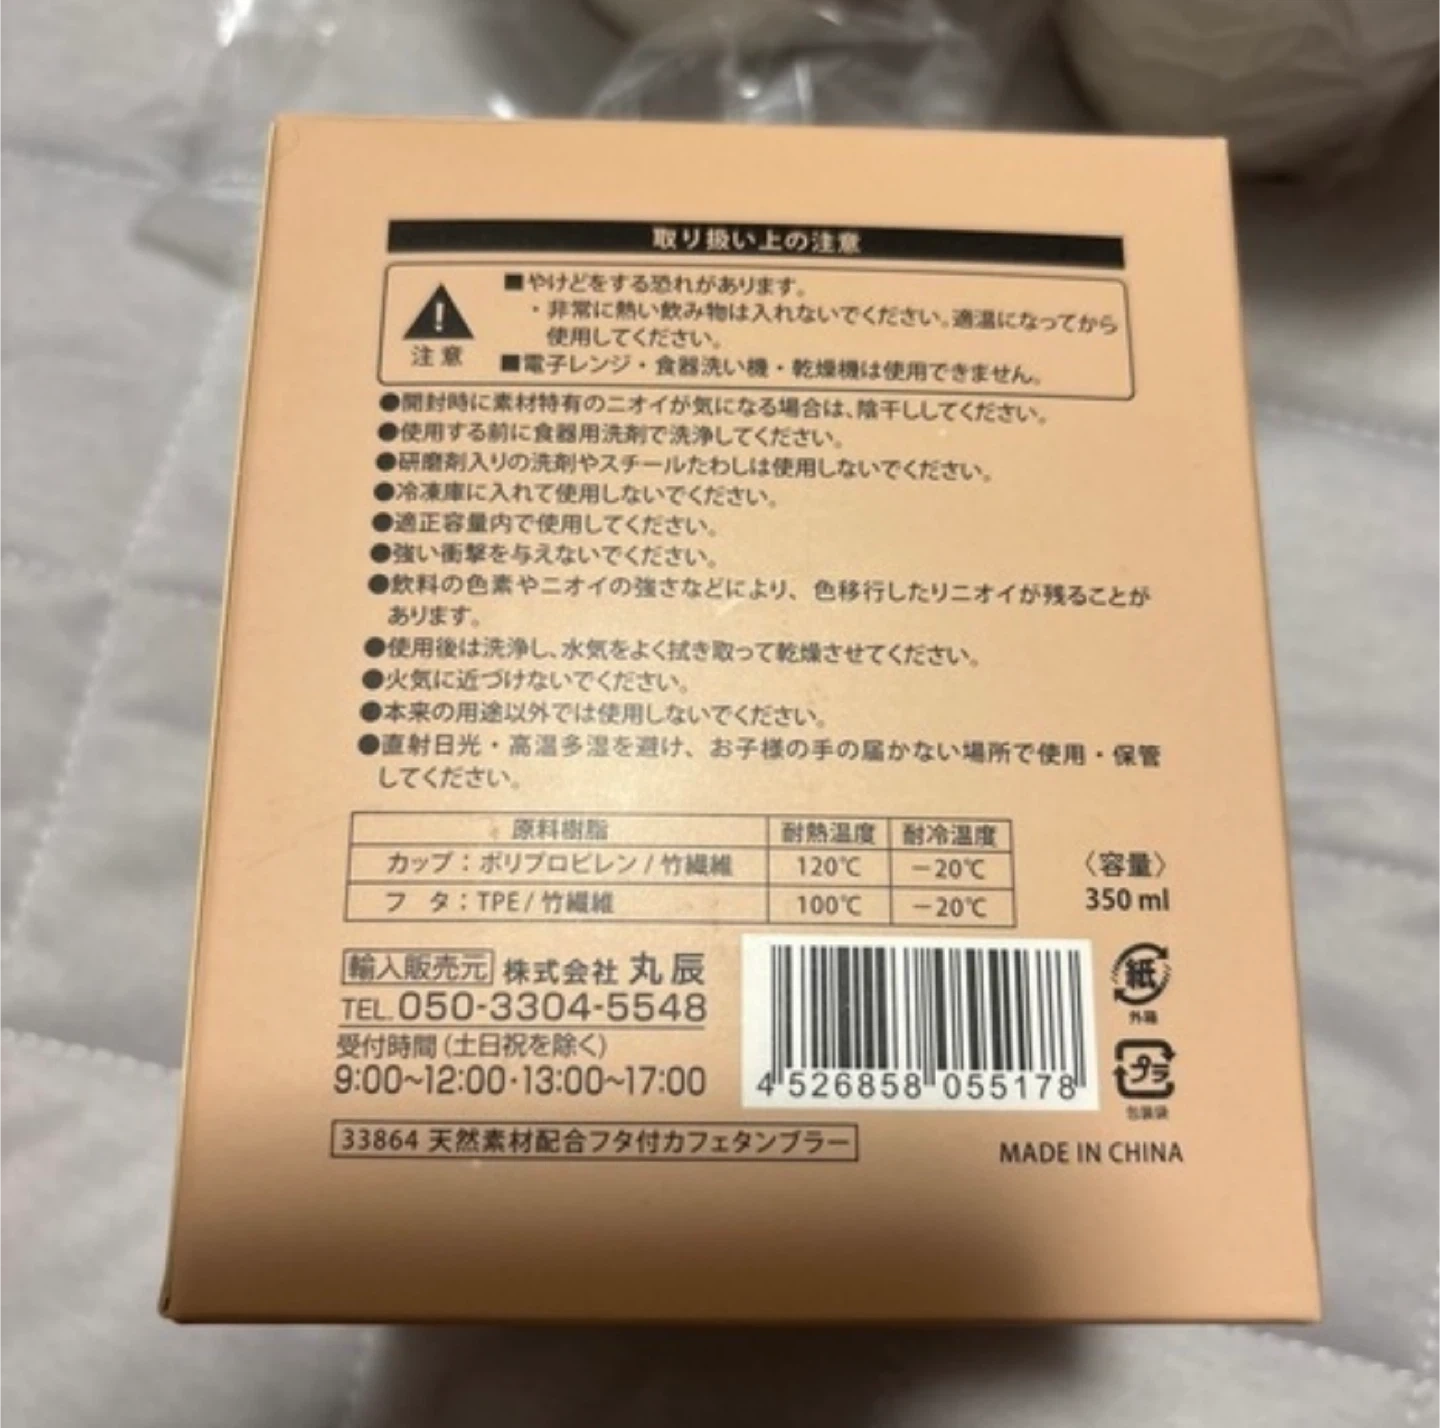 取り扱い上の注意
注意
■やけどをする恐れがあります。
・非常に熱い飲み物は入れないでください。適温になってから
使用してください。
■電子レンジ・食器洗い機・乾燥機は使用できません。
●開封時に素材特有のニオイが気になる場合は、陰干ししてください。
●使用する前に食器用洗剤で洗浄してください。
●研磨剤入りの洗剤やスチールたわしは使用しないでください。
●冷凍庫に入れて使用しないでください。
●適正容量内で使用してください。
●強い衝撃を与えないでください。
●飲料の色素やニオイの強さなどにより、色移行したりニオイが残ることが
あります。
●使用後は洗浄し、水気をよく拭き取って乾燥させてください。
●火気に近づけないでください。
●本来の用途以外では使用しないでください。
●直射日光・高温多湿を避け、お子様の手の届かない場所で使用・保管
してください。
原料樹脂 耐熱温度 耐冷温度
カップ：ポリプロピレン/竹繊維 120℃ －20℃
フ タ：TPE/竹繊維 100℃ －20℃
〈容量〉
350 ml
輸入販売元 株式会社 丸辰
TEL.050-3304-5548
受付時間(土日祝を除く)
9:00~12:00・13:00~17:00
4 526858 055178
紙
外箱
プラ
包装袋
33864 天然素材配合フタ付カフェタンブラー
MADE IN CHINA